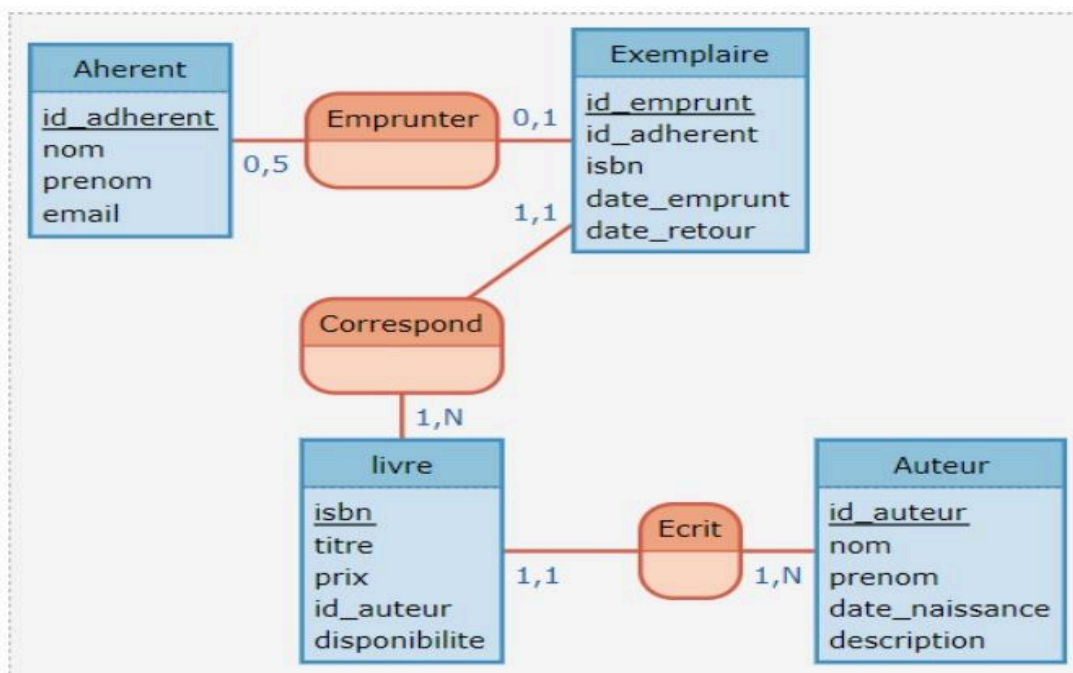 Aherent
id_adherent
nom
prenom
email
0,5
Emprunter
0,1
Exemplaire
id_emprunt
id_adherent
isbn
date_emprunt
date_retour
1,1
Correspond
1,N
livre
isbn
titre
prix
id_auteur
disponibilite
1,1
Ecrit
1,N
Auteur
id_auteur
nom
prenom
date_naissance
description